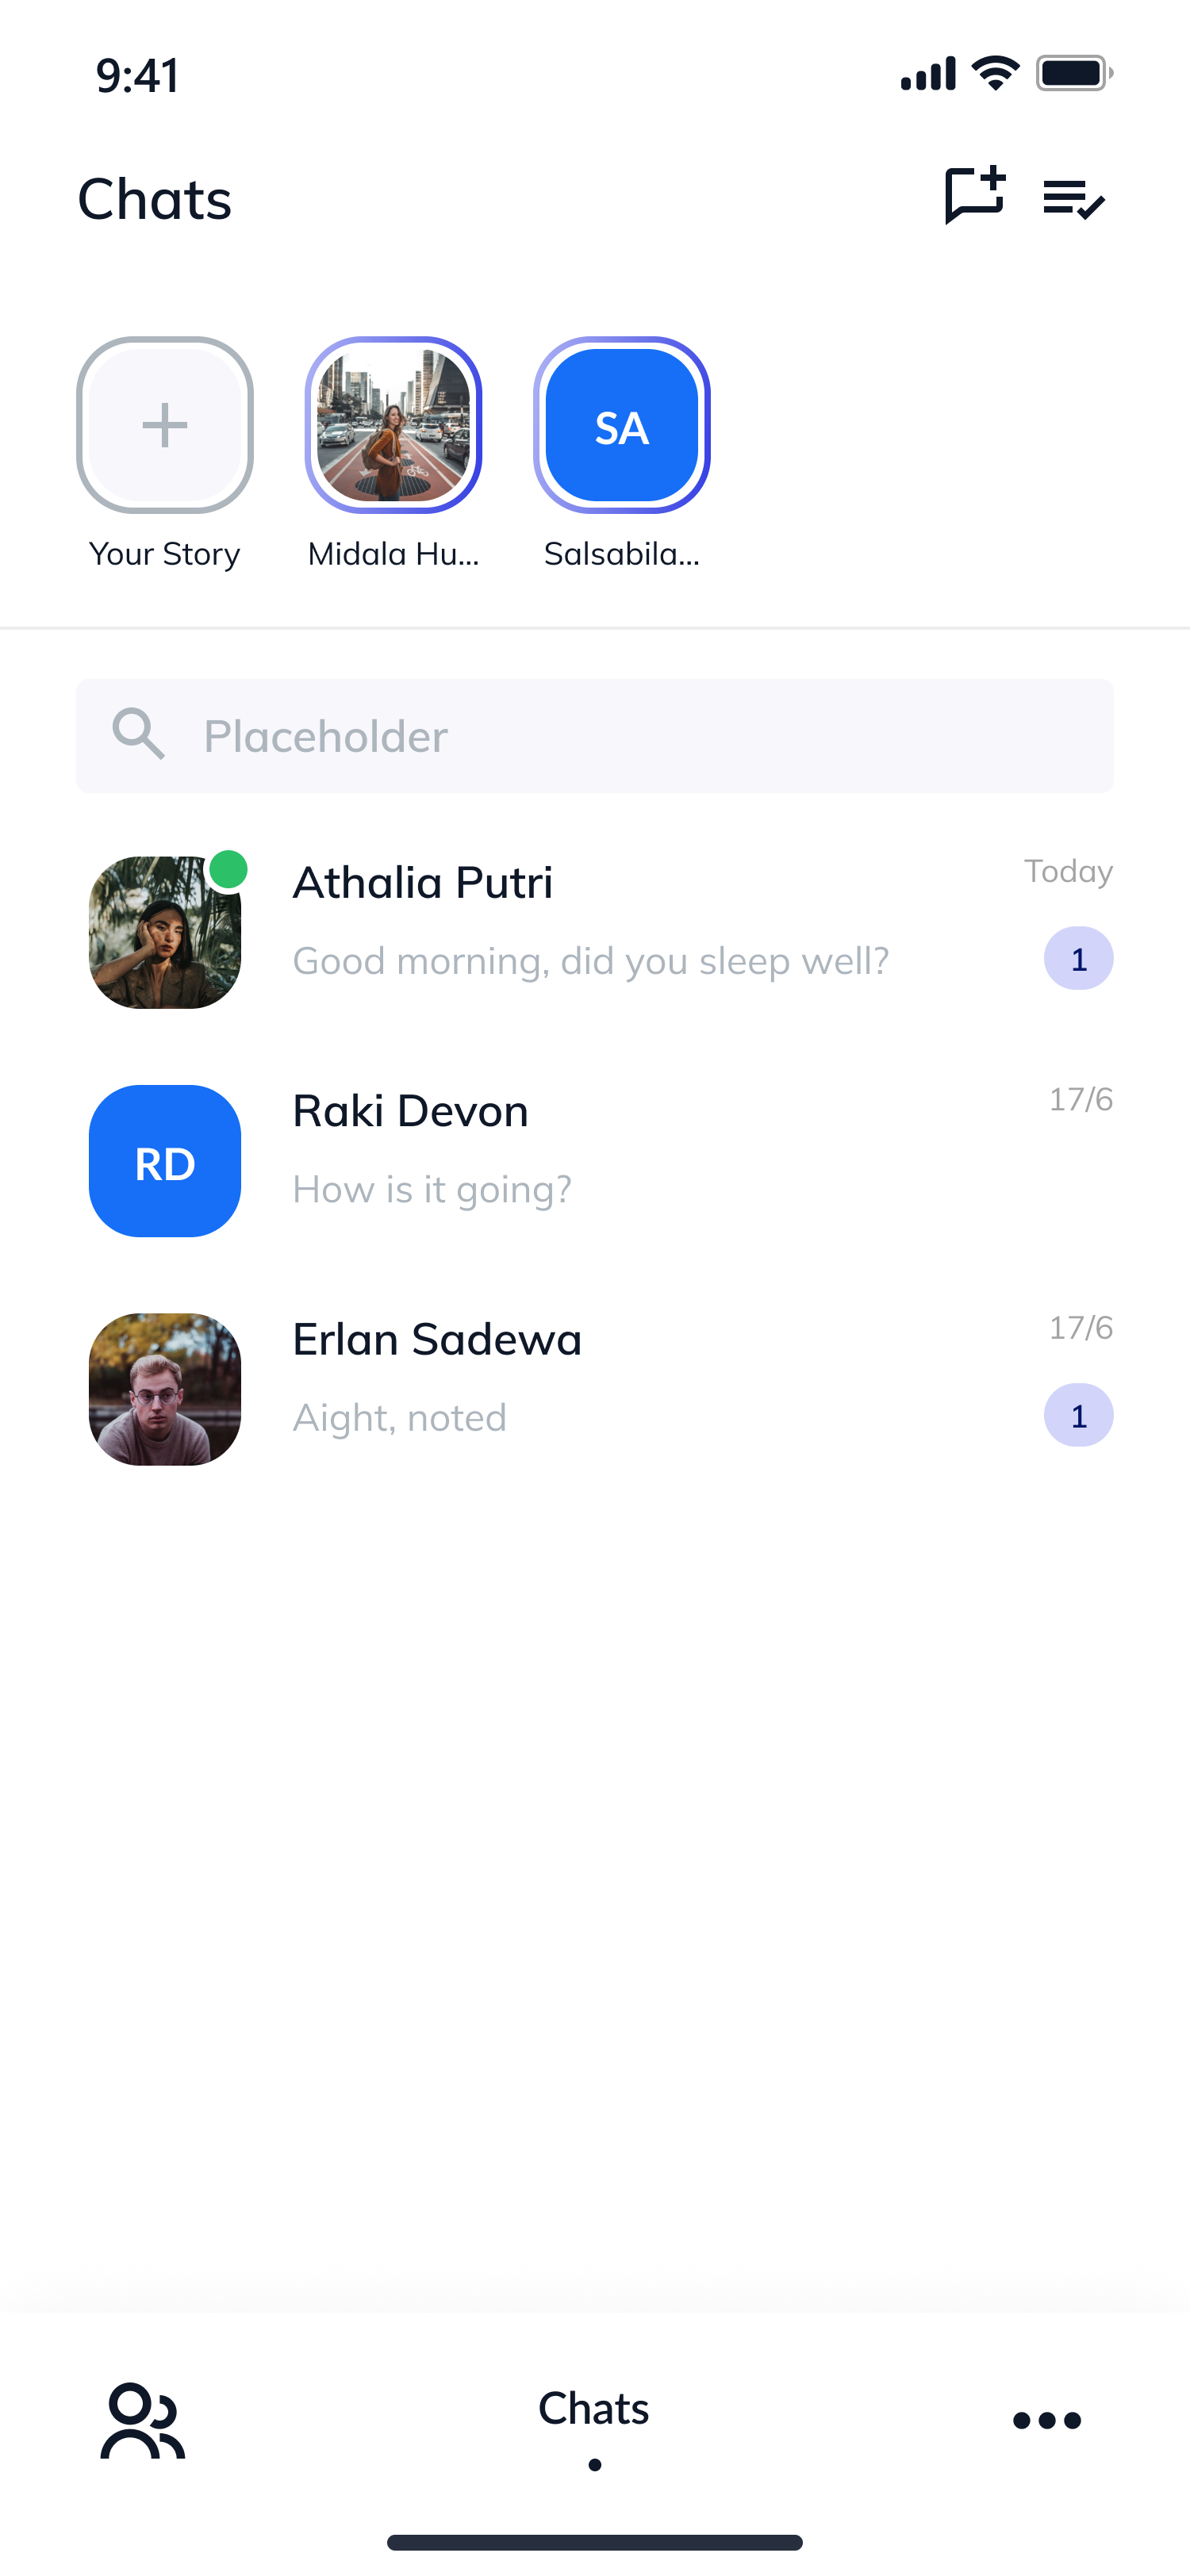 9:41
Chats
Your Story
Midala Hu...
SA
Salsabila...
Placeholder
Athalia Putri
Today
Good morning, did you sleep well?
1
RD
Raki Devon
17/6
How is it going?
Erlan Sadewa
17/6
Aight, noted
1
Chats